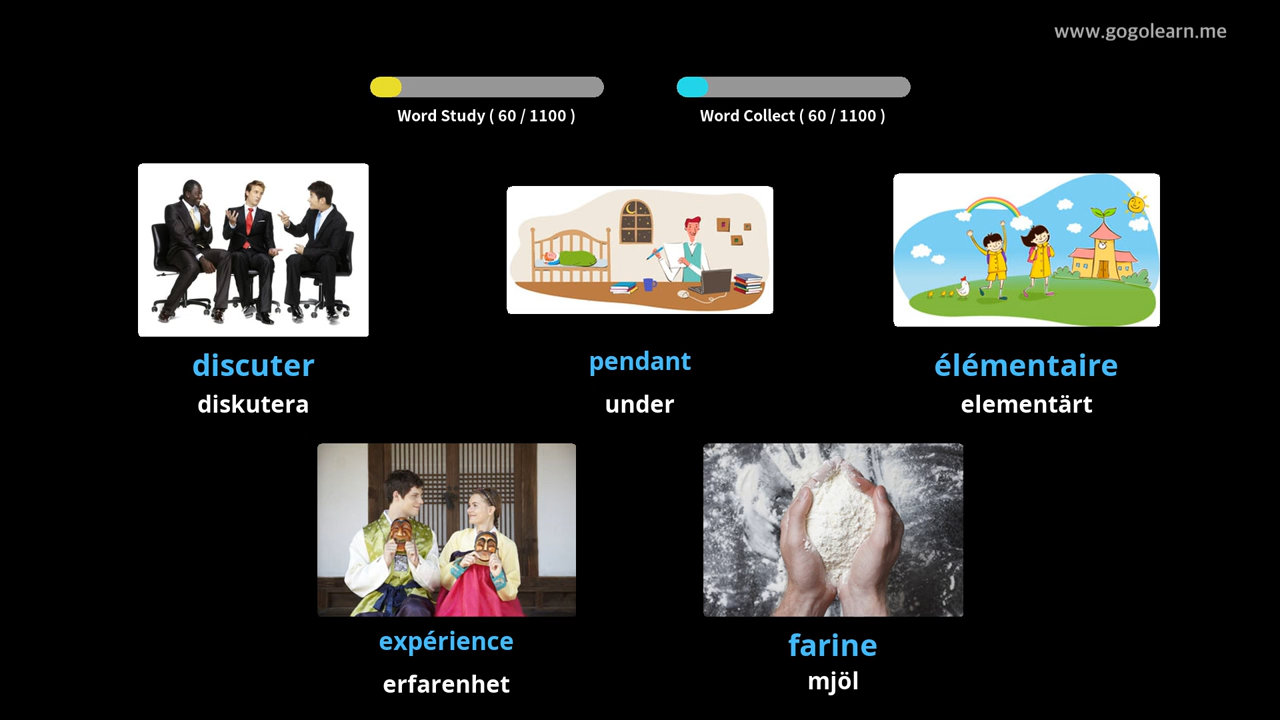 www.gogolearn.me
Word Study ( 60 / 1100 )
Word Collect ( 60 / 1100 )
discuter
diskutera
pendant
under
élémentaire
elementärt
expérience
erfarenhet
farine
mjöl